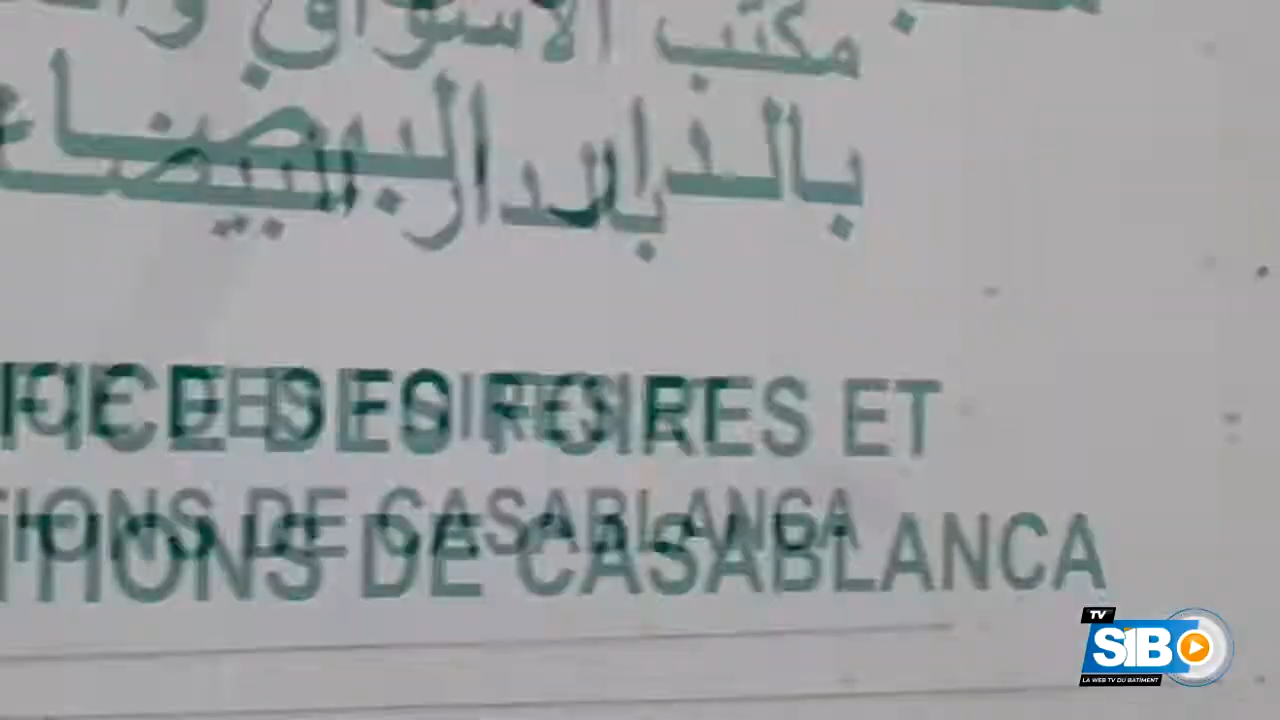 مكتب الأسواق
بالدار البيضاء
FICE DES FOIRES ET
TIONS DE CASABLANCA
TV
SIB
LA WEB TV DU BATIMENT